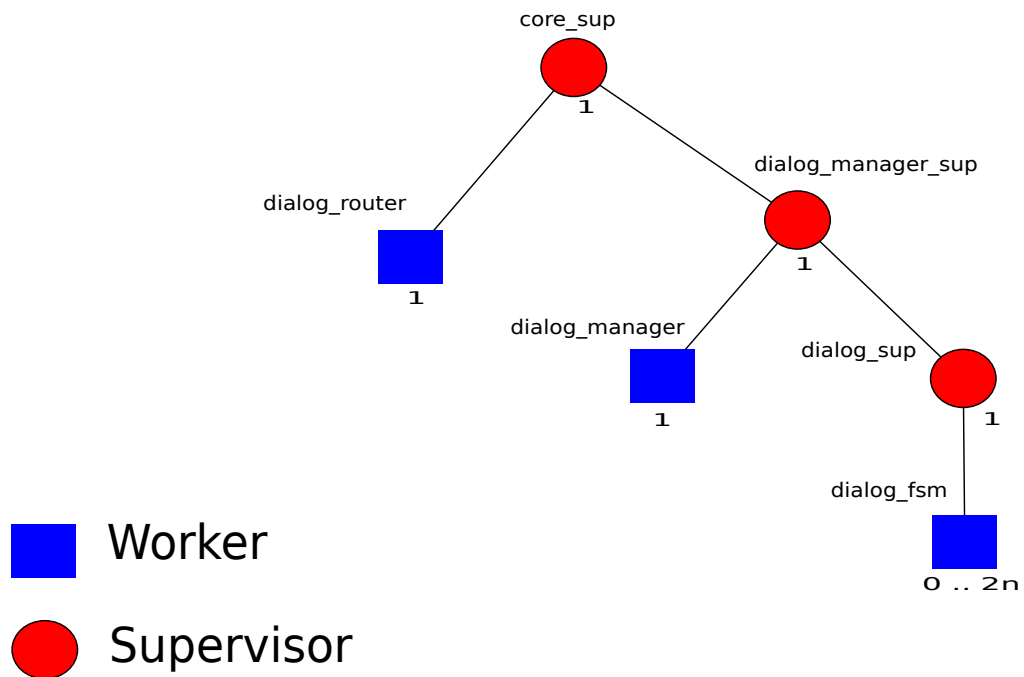 core_sup
1
dialog_manager_sup
dialog_router
1
1
dialog_manager
dialog_sup
1
1
dialog_fsm
Worker
0 .. 2n
Supervisor